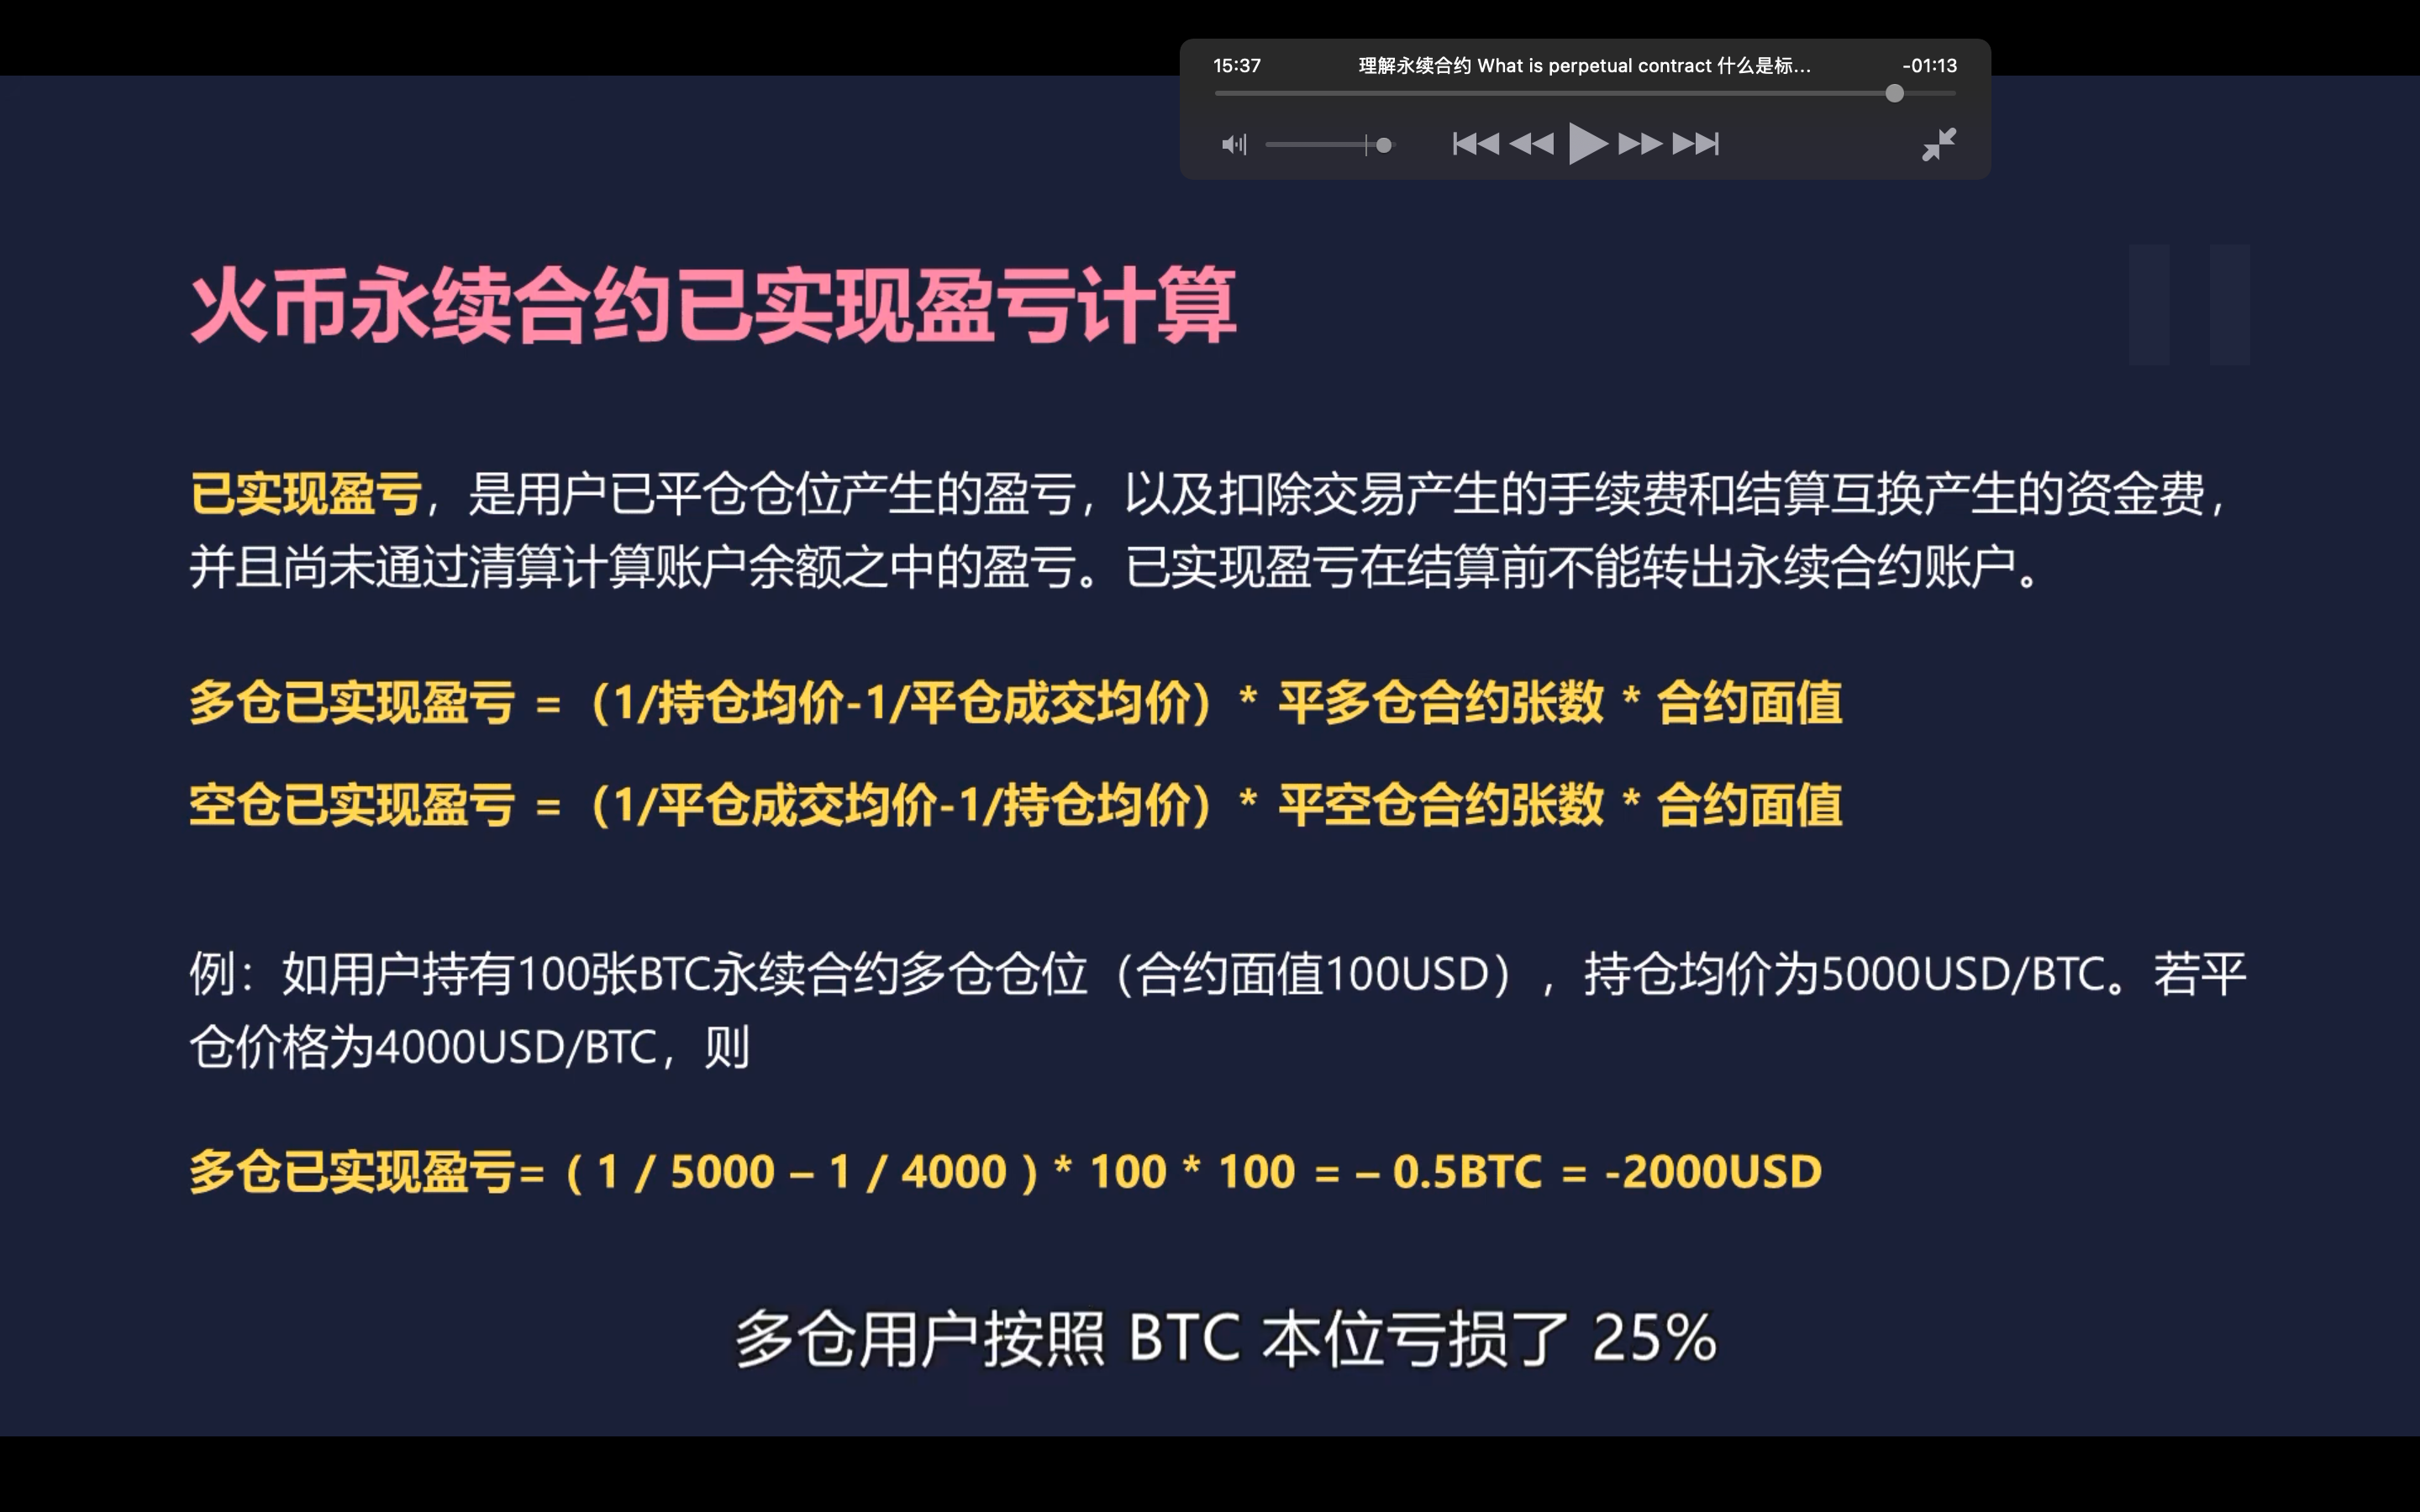 15:37 理解永续合约 What is perpetual contract 什么是标... -01:13
火币永续合约已实现盈亏计算
已实现盈亏，是用户已平仓仓位产生的盈亏，以及扣除交易产生的手续费和结算互换产生的资金费，
并且尚未通过清算计算账户余额之中的盈亏。已实现盈亏在结算前不能转出永续合约账户。
多仓已实现盈亏 =（1/持仓均价-1/平仓成交均价）* 平多仓合约张数 * 合约面值
空仓已实现盈亏 =（1/平仓成交均价-1/持仓均价）* 平空仓合约张数 * 合约面值
例：如用户持有100张BTC永续合约多仓仓位（合约面值100USD），持仓均价为5000USD/BTC。若平
仓价格为4000USD/BTC，则
多仓已实现盈亏= ( 1 / 5000 – 1 / 4000 ) * 100 * 100 = – 0.5BTC = -2000USD
多仓用户按照 BTC 本位亏损了 25%